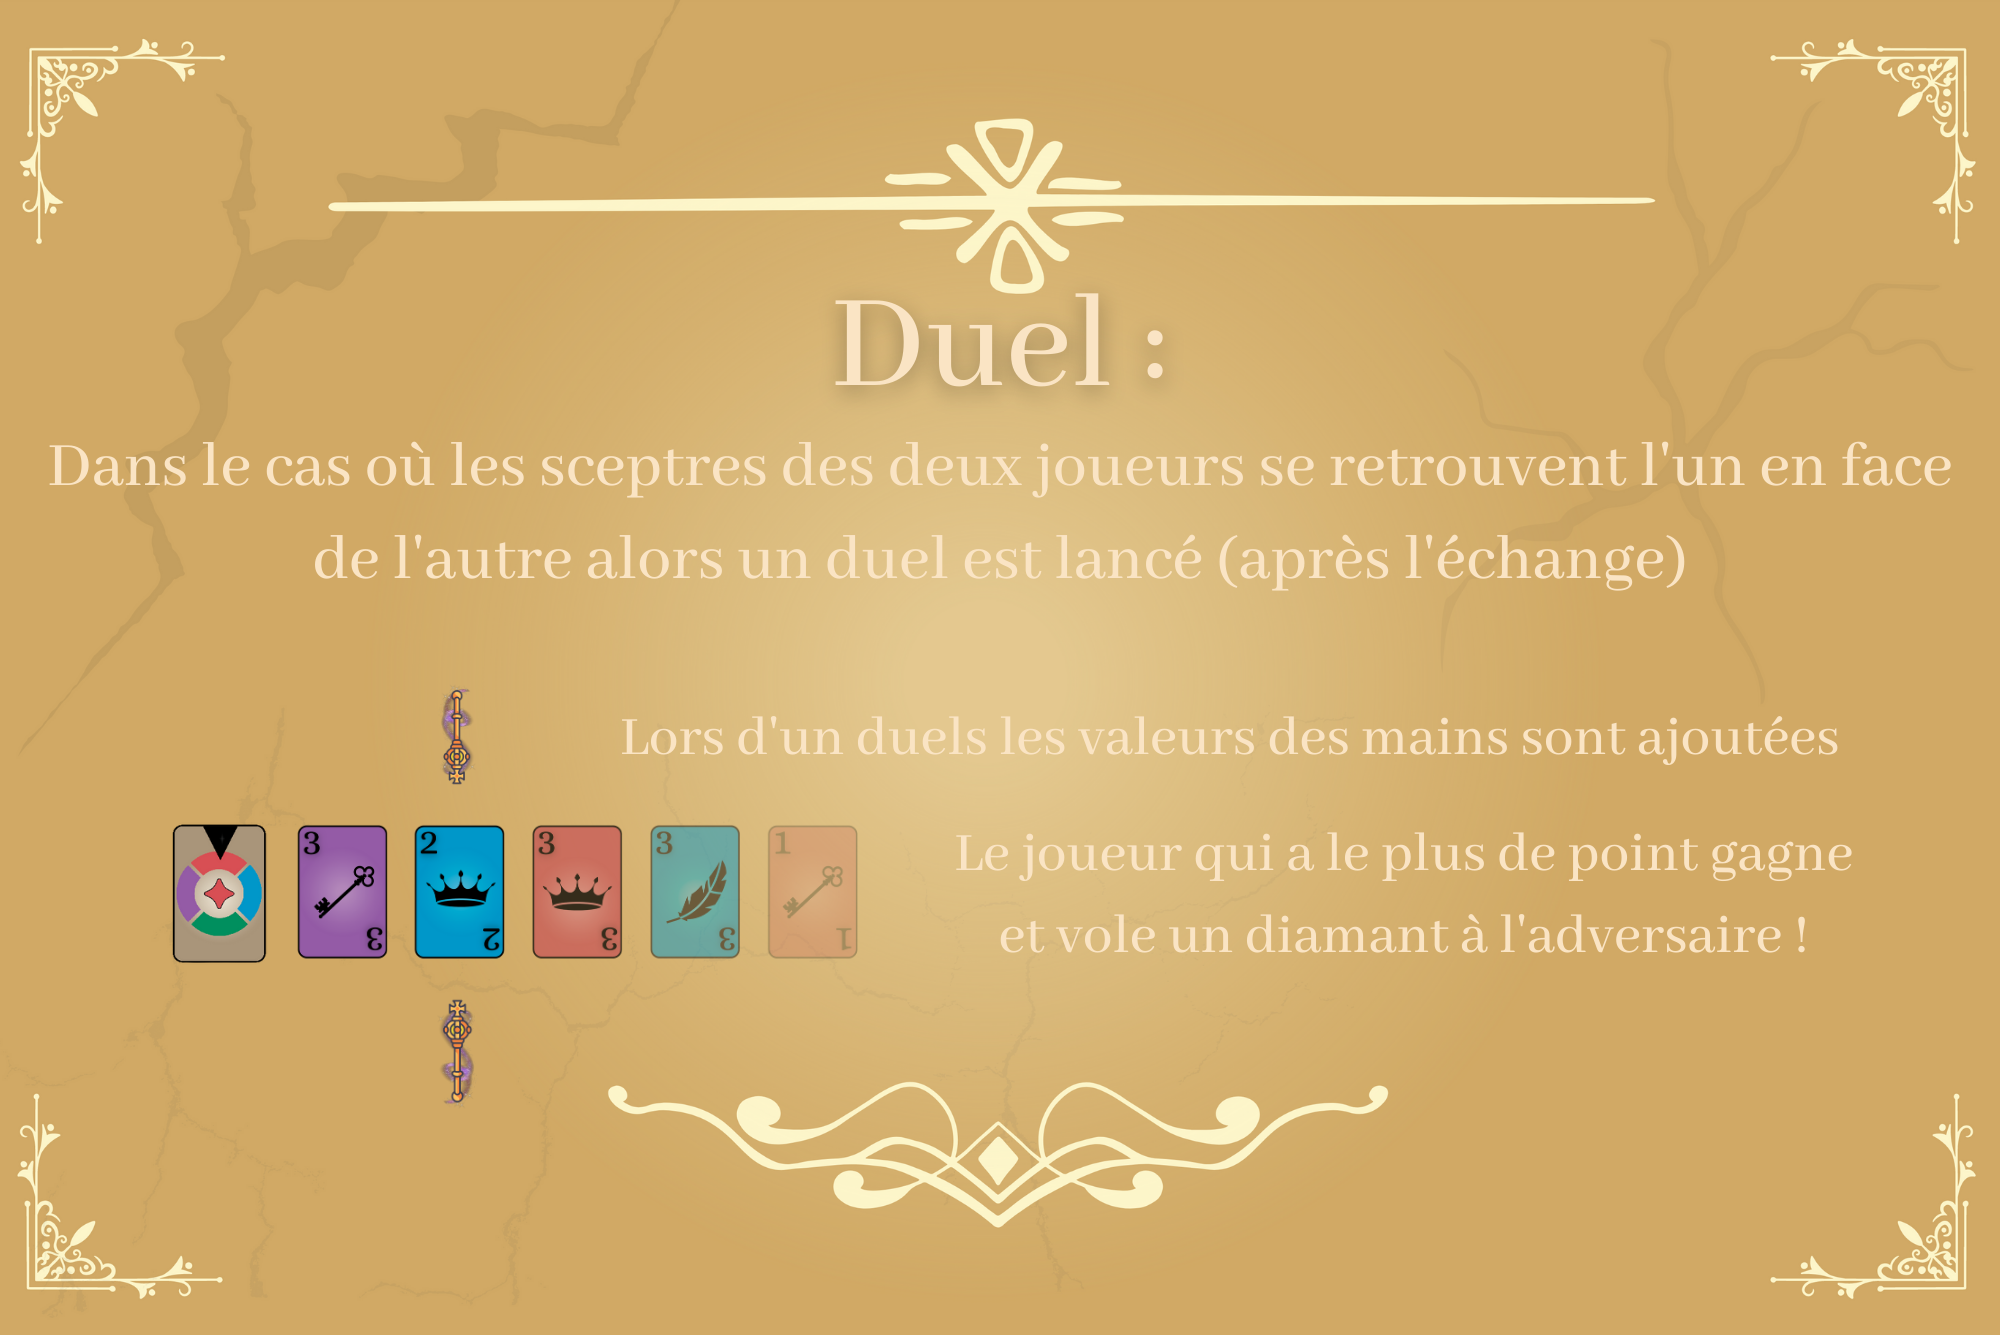 Duel :
Dans le cas où les sceptres des deux joueurs se retrouvent l'un en face
de l'autre alors un duel est lancé (après l'échange)
Lors d'un duels les valeurs des mains sont ajoutées
3 2 3 3 1
3 2 3 3 1
Le joueur qui a le plus de point gagne
et vole un diamant à l'adversaire !